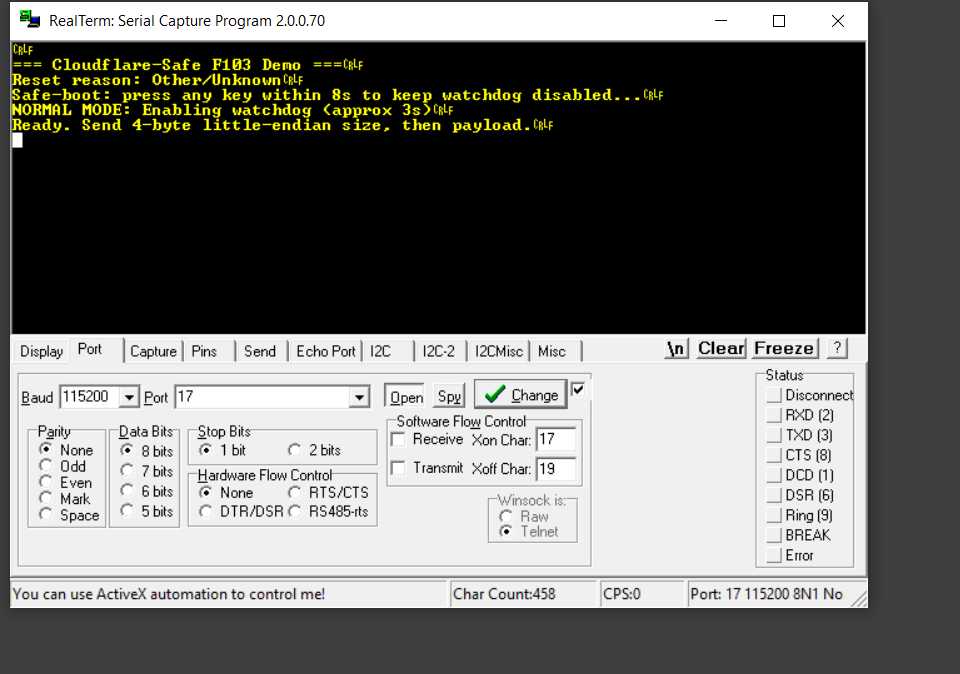 RealTerm: Serial Capture Program 2.0.0.70
CRLF
=== Cloudflare-Safe F103 Demo ===CRLF
Reset reason: Other/UnknownCRLF
Safe-boot: press any key within 8s to keep watchdog disabled...CRLF
NORMAL MODE: Enabling watchdog (approx 3s)CRLF
Ready. Send 4-byte little-endian size, then payload.CRLF
Display Port Capture Pins Send Echo Port I2C I2C-2 I2CMisc Misc \n Clear Freeze ?
Baud 115200 Port 17 Open Spy Change
Parity
None
Odd
Even
Mark
Space
Data Bits
8 bits
7 bits
6 bits
5 bits
Stop Bits
1 bit 2 bits
Hardware Flow Control
None RTS/CTS
DTR/DSR RS485-rts
Software Flow Control
Receive Xon Char: 17
Transmit Xoff Char: 19
Winsock is:
Raw
Telnet
Status
Disconnect
RXD (2)
TXD (3)
CTS (8)
DCD (1)
DSR (6)
Ring (9)
BREAK
Error
You can use ActiveX automation to control me! Char Count:458 CPS:0 Port: 17 115200 8N1 No